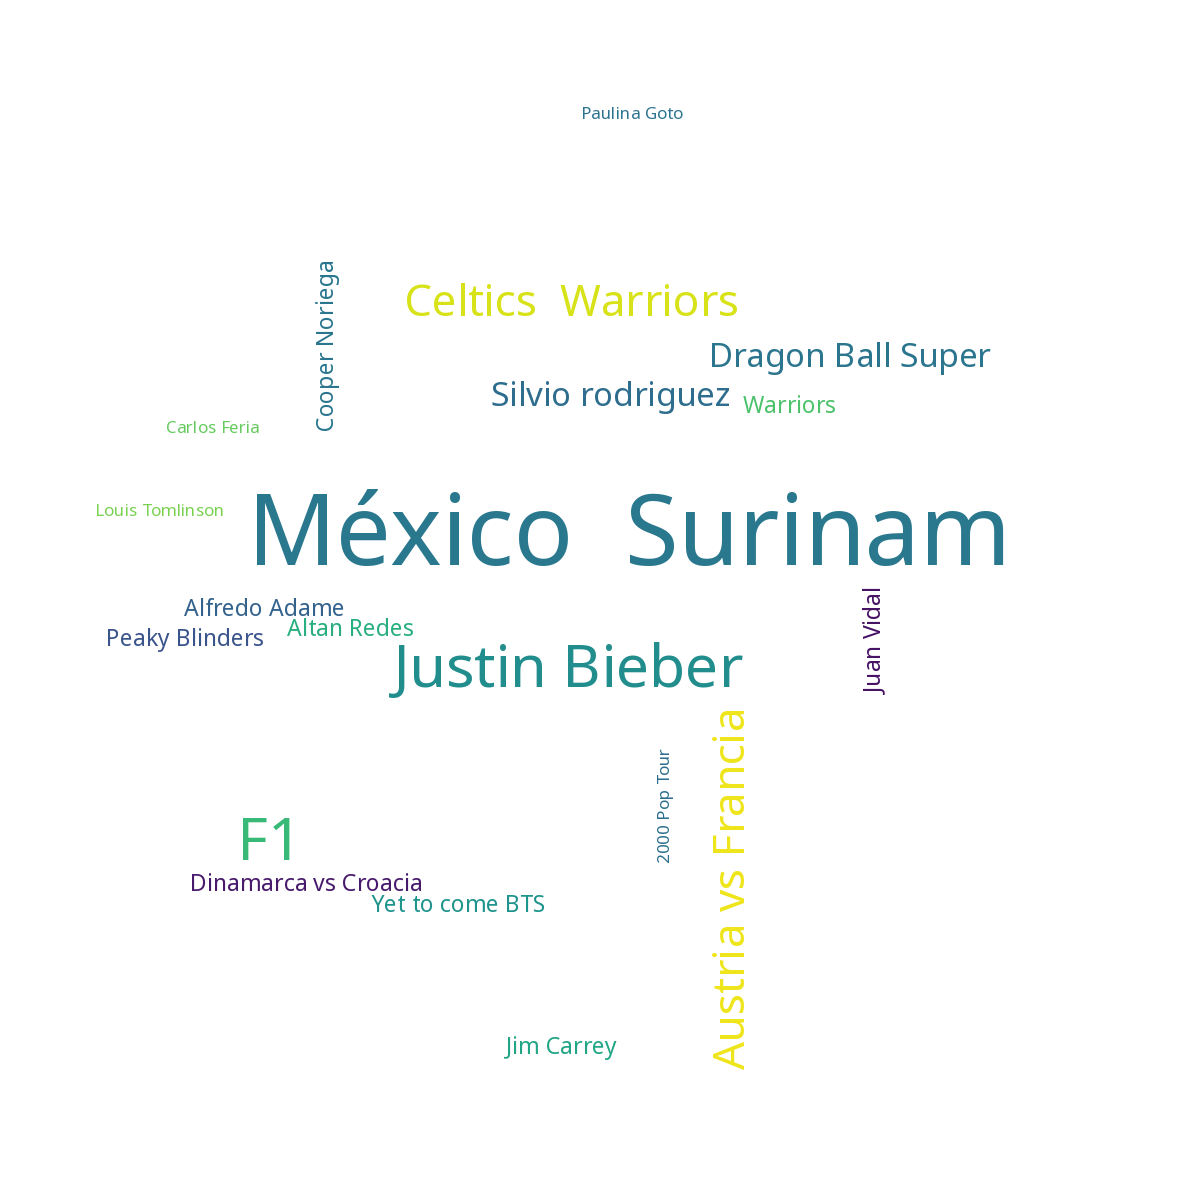 Paulina Goto
Cooper Noriega
Celtics  Warriors
Dragon Ball Super
Silvio rodriguez
Warriors
Carlos Feria
México  Surinam
Louis Tomlinson
Alfredo Adame
Altan Redes
Peaky Blinders
Juan Vidal
Justin Bieber
2000 Pop Tour
Austria vs Francia
F1
Dinamarca vs Croacia
Yet to come BTS
Jim Carrey